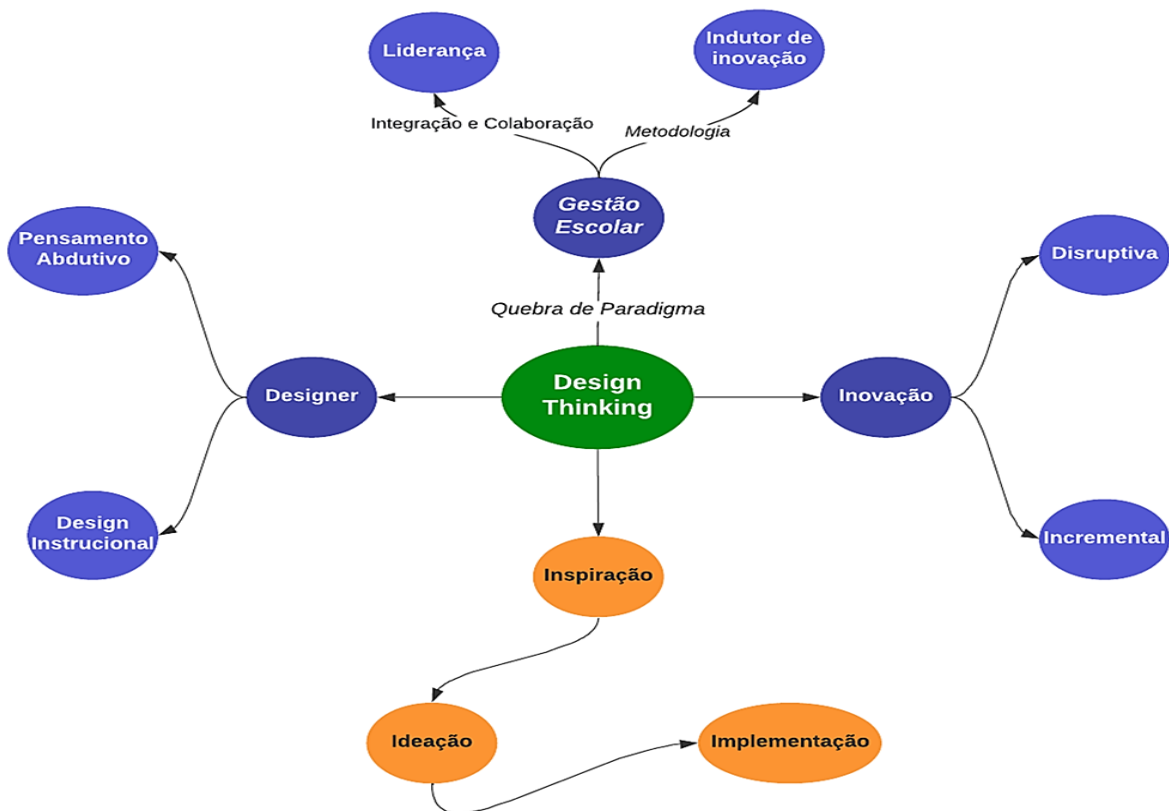 Liderança
Indutor de
inovação
Integração e Colaboração
Metodologia
Gestão
Escolar
Pensamento
Abdutivo
Disruptiva
Quebra de Paradigma
Designer
Design
Thinking
Inovação
Design
Instrucional
Incremental
Inspiração
Ideação
Implementação